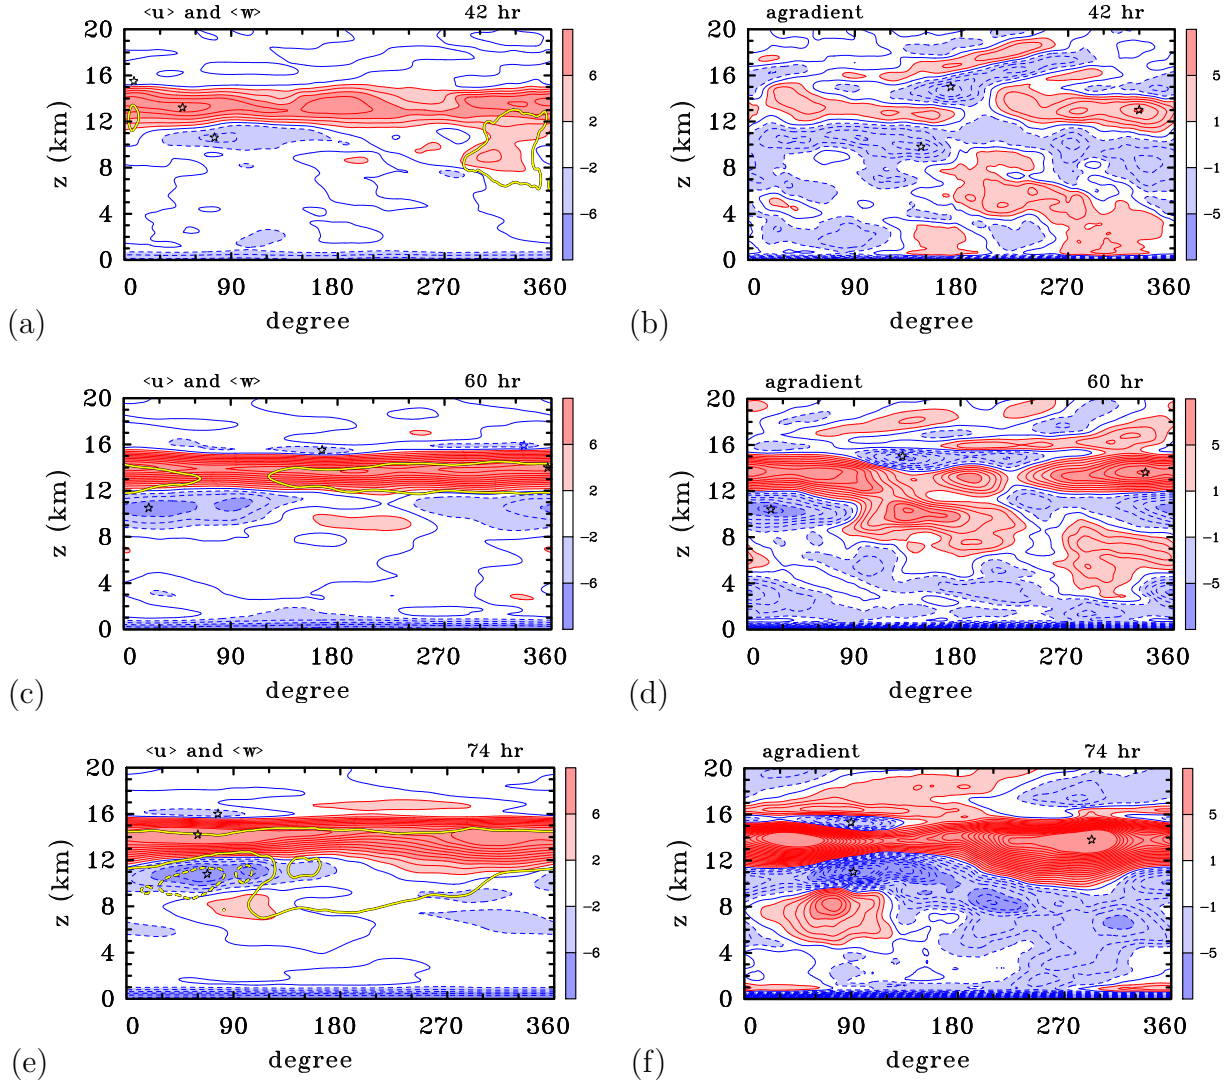 <u> and <w> 42 hr
20
16
12
8
4
0
z (km)
0 90 180 270 360
degree
6
2
−2
−6
(a)
agradient 42 hr
20
16
12
8
4
0
z (km)
0 90 180 270 360
degree
5
1
−1
−5
(b)
<u> and <w> 60 hr
20
16
12
8
4
0
z (km)
0 90 180 270 360
degree
6
2
−2
−6
(c)
agradient 60 hr
20
16
12
8
4
0
z (km)
0 90 180 270 360
degree
5
1
−1
−5
(d)
<u> and <w> 74 hr
20
16
12
8
4
0
z (km)
0 90 180 270 360
degree
6
2
−2
−6
(e)
agradient 74 hr
20
16
12
8
4
0
z (km)
0 90 180 270 360
degree
5
1
−1
−5
(f)